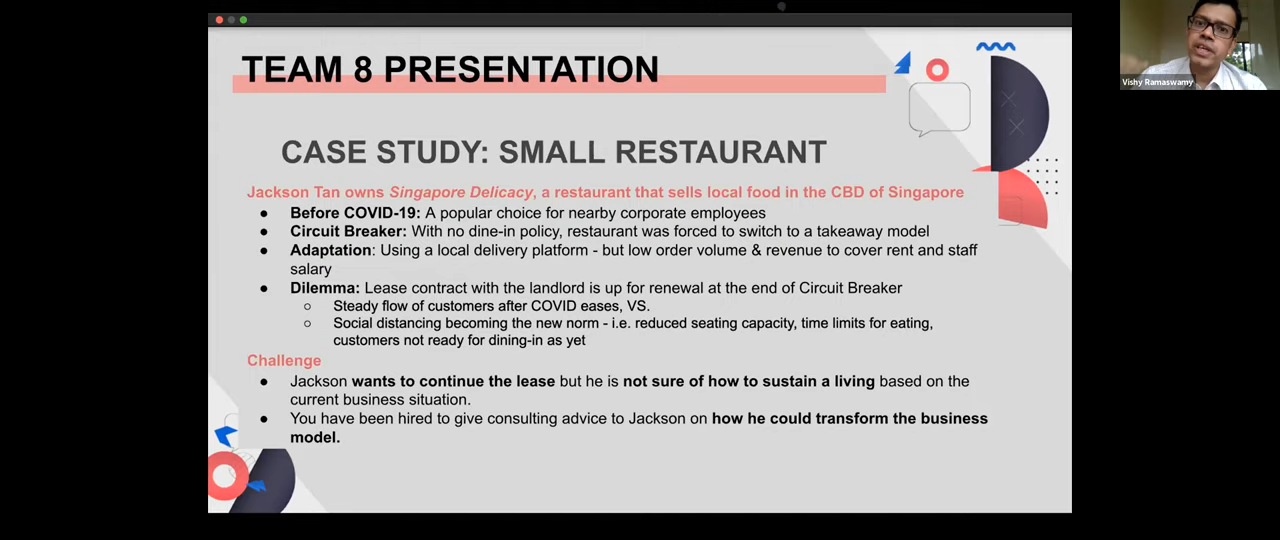 TEAM 8 PRESENTATION
Vishy Ramaswamy
CASE STUDY: SMALL RESTAURANT
Jackson Tan owns Singapore Delicacy, a restaurant that sells local food in the CBD of Singapore
● Before COVID-19: A popular choice for nearby corporate employees
● Circuit Breaker: With no dine-in policy, restaurant was forced to switch to a takeaway model
● Adaptation: Using a local delivery platform - but low order volume & revenue to cover rent and staff
salary
● Dilemma: Lease contract with the landlord is up for renewal at the end of Circuit Breaker
○ Steady flow of customers after COVID eases, VS.
○ Social distancing becoming the new norm - i.e. reduced seating capacity, time limits for eating,
customers not ready for dining-in as yet
Challenge
● Jackson wants to continue the lease but he is not sure of how to sustain a living based on the
current business situation.
● You have been hired to give consulting advice to Jackson on how he could transform the business
model.